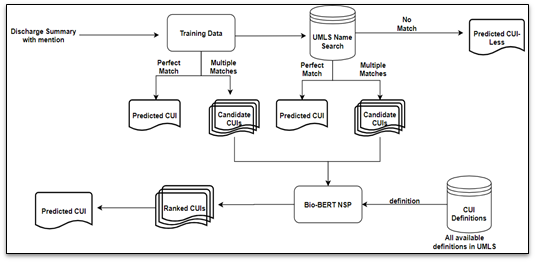 No
Match
Discharge Summary
with mention
Training Data
UMLS Name
Search
Predicted CUI-
Less
Perfect
Match
Multiple
Matches
Perfect
Match
Multiple
Matches
Predicted CUI
Candidate
CUIs
Predicted CUI
Candidate
CUIs
Predicted CUI
Ranked CUIs
Bio-BERT NSP
definition
CUI
Definitions
All available
definitions in UMLS